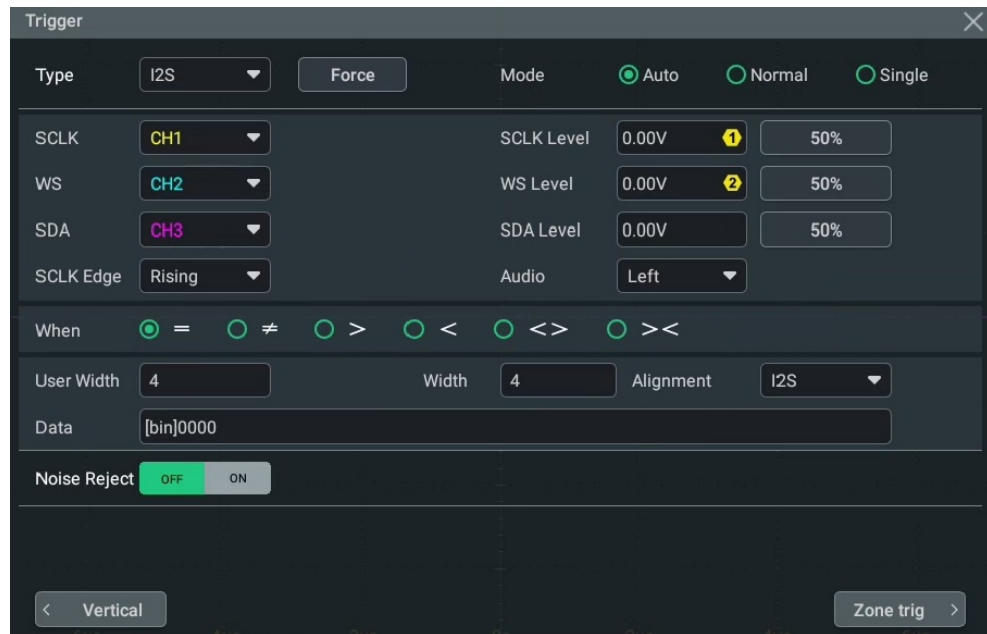 Trigger
Type I2S Force Mode Auto Normal Single
SCLK CH1 SCLK Level 0.00V 1 50%
WS CH2 WS Level 0.00V 2 50%
SDA CH3 SDA Level 0.00V 50%
SCLK Edge Rising Audio Left
When = ≠ > < <> ><
User Width 4 Width 4 Alignment I2S
Data [bin]0000
Noise Reject OFF ON
< Vertical Zone trig >